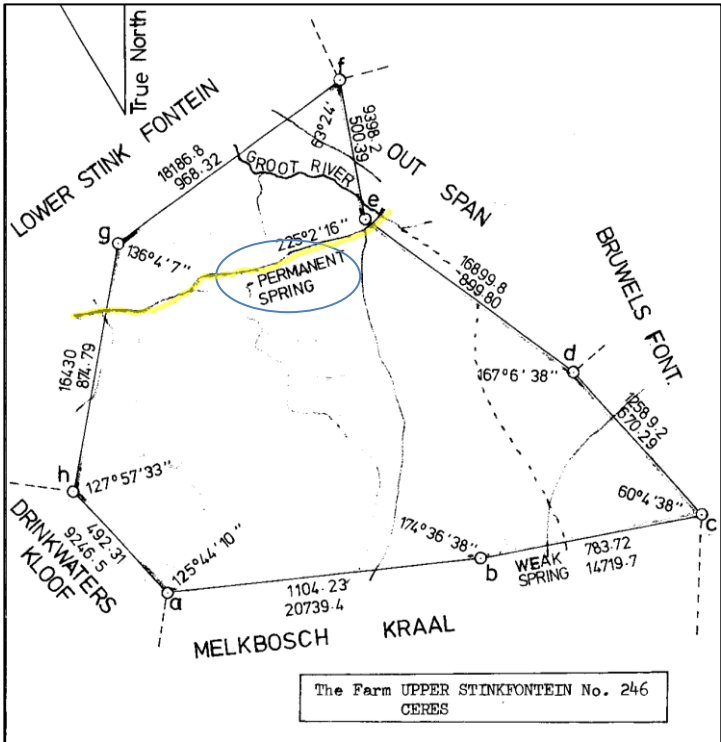 True North
f
LOWER STINK FONTEIN
18186.8
968.32
63°24'
9398.2
500.39
OUT SPAN
GROOT RIVER
e
g
136°4'7"
225°2'16"
PERMANENT
SPRING
16899.8
899.80
BRUWELS FONT.
d
167°6'38"
16430
874.79
12589.2
670.29
h
127°57'33"
60°4'38"
c
DRINKWATERS
KLOOF
492.31
9246.5
125°44'10"
a
174°36'38"
b
WEAK
SPRING
783.72
14719.7
1104.23
20739.4
MELKBOSCH KRAAL
The Farm UPPER STINKFONTEIN No. 246
CERES